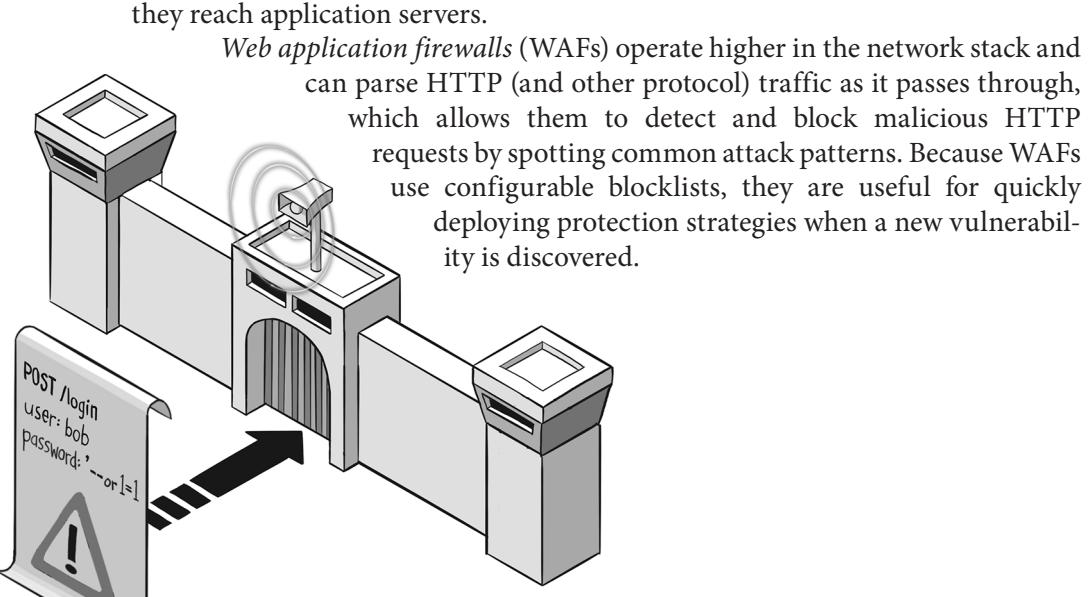 they reach application servers.
Web application firewalls (WAFs) operate higher in the network stack and
can parse HTTP (and other protocol) traffic as it passes through,
which allows them to detect and block malicious HTTP
requests by spotting common attack patterns. Because WAFs
use configurable blocklists, they are useful for quickly
deploying protection strategies when a new vulnerabil-
ity is discovered.
POST /login
user: bob
password: '--or 1=1
!